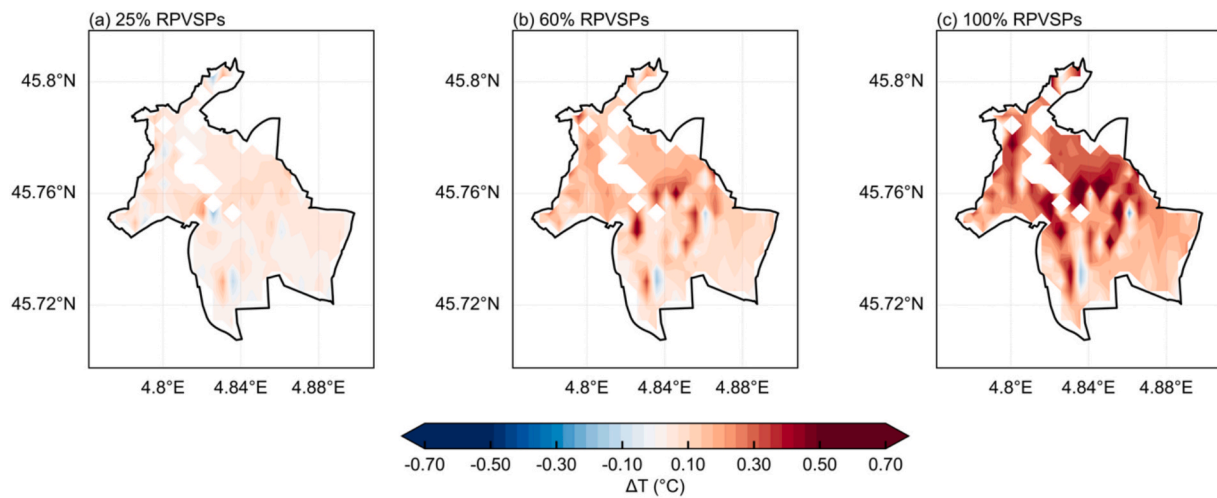 (a) 25% RPVSPs (b) 60% RPVSPs (c) 100% RPVSPs
45.8°N 45.8°N 45.8°N
45.76°N 45.76°N 45.76°N
45.72°N 45.72°N 45.72°N
4.8°E 4.84°E 4.88°E 4.8°E 4.84°E 4.88°E 4.8°E 4.84°E 4.88°E
-0.70 -0.50 -0.30 -0.10 0.10 0.30 0.50 0.70
ΔT (°C)